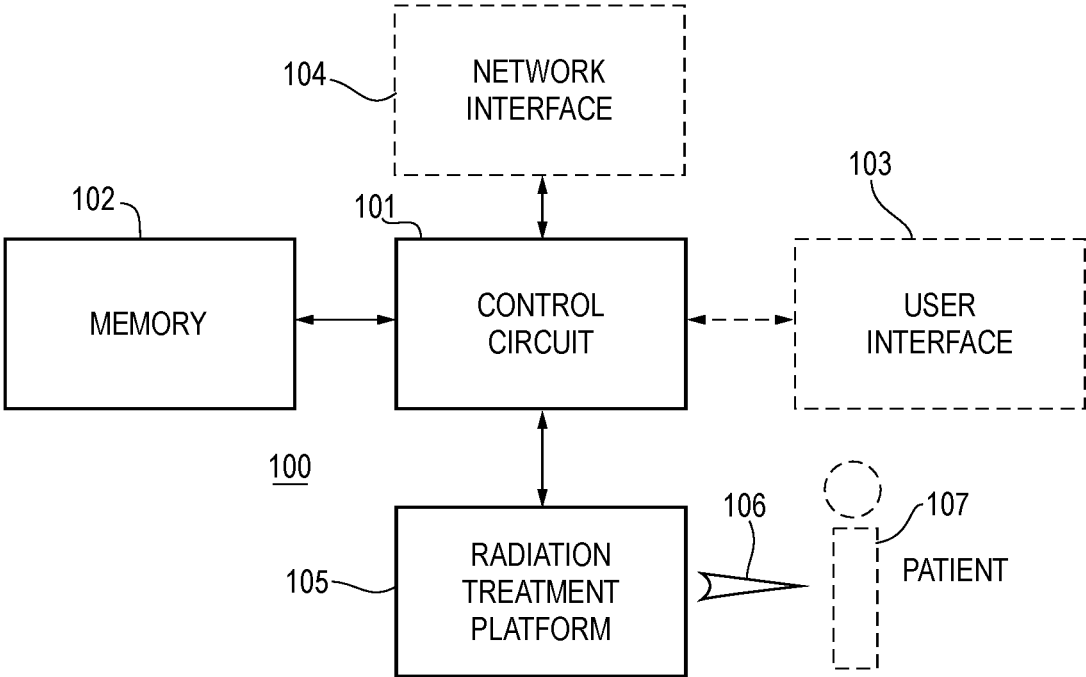 104
NETWORK
INTERFACE
103
102
101
MEMORY
CONTROL
CIRCUIT
USER
INTERFACE
100
106
107
105
RADIATION
TREATMENT
PLATFORM
PATIENT